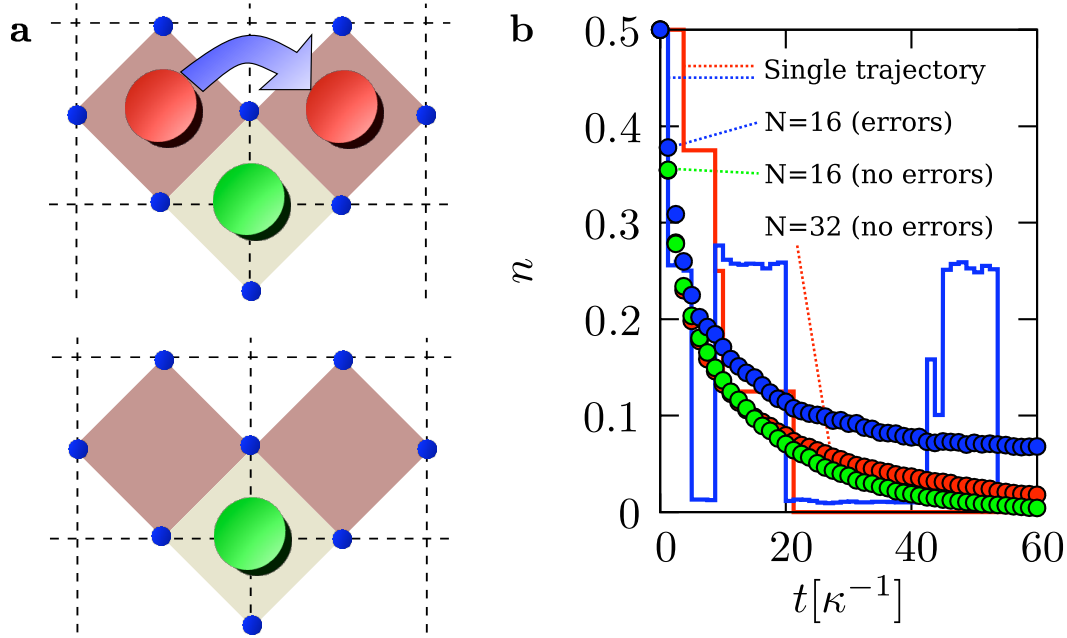 a
b
0.5
0.4
0.3
0.2
0.1
0
n
Single trajectory
N=16 (errors)
N=16 (no errors)
N=32 (no errors)
0 20 40 60
t[κ⁻¹]